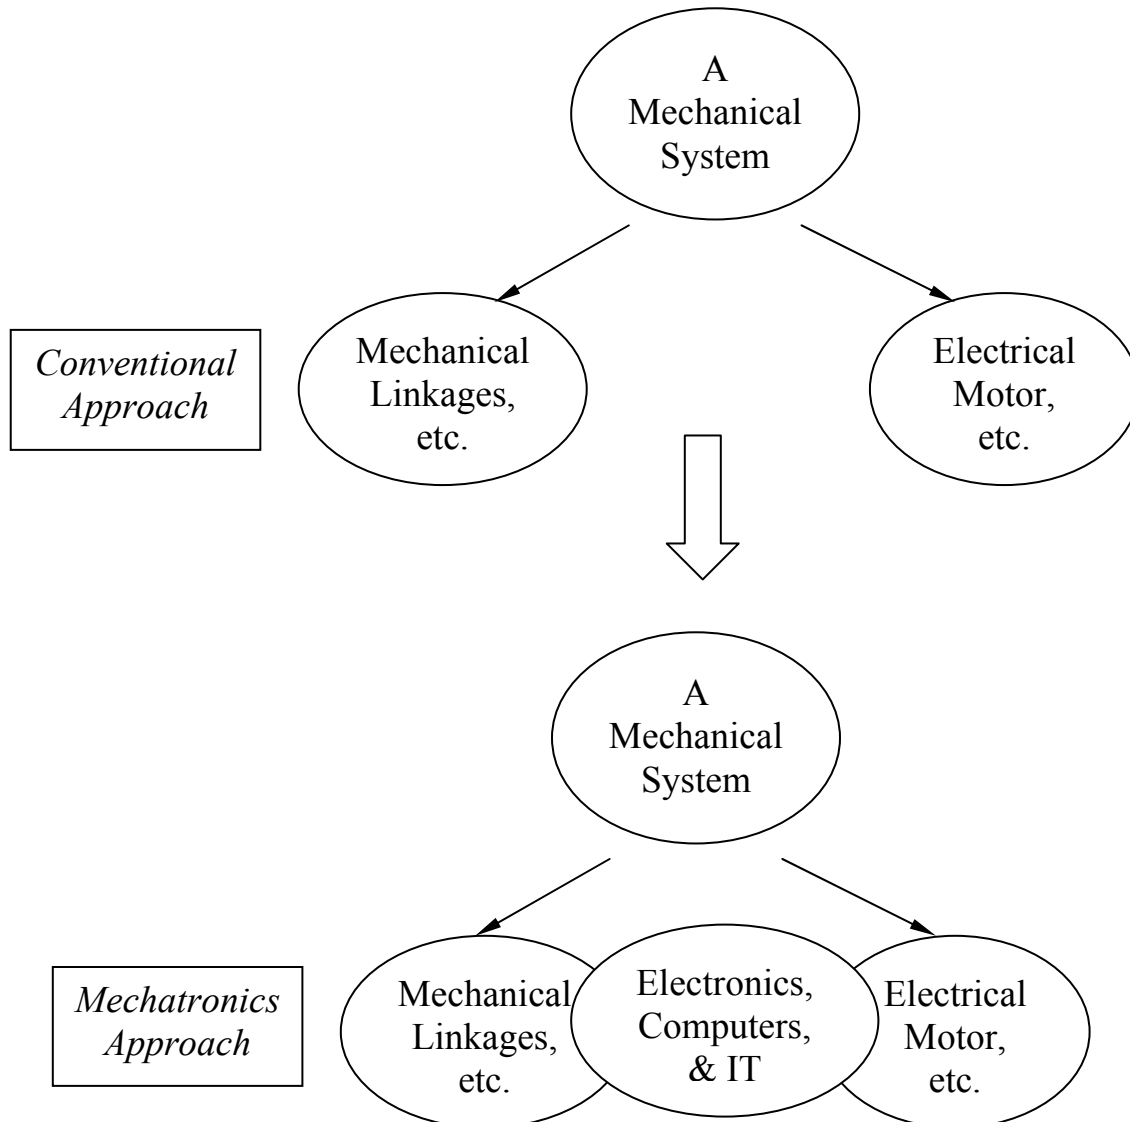 A
Mechanical
System
Conventional
Approach
Mechanical
Linkages,
etc.
Electrical
Motor,
etc.
A
Mechanical
System
Mechatronics
Approach
Mechanical
Linkages,
etc.
Electronics,
Computers,
& IT
Electrical
Motor,
etc.